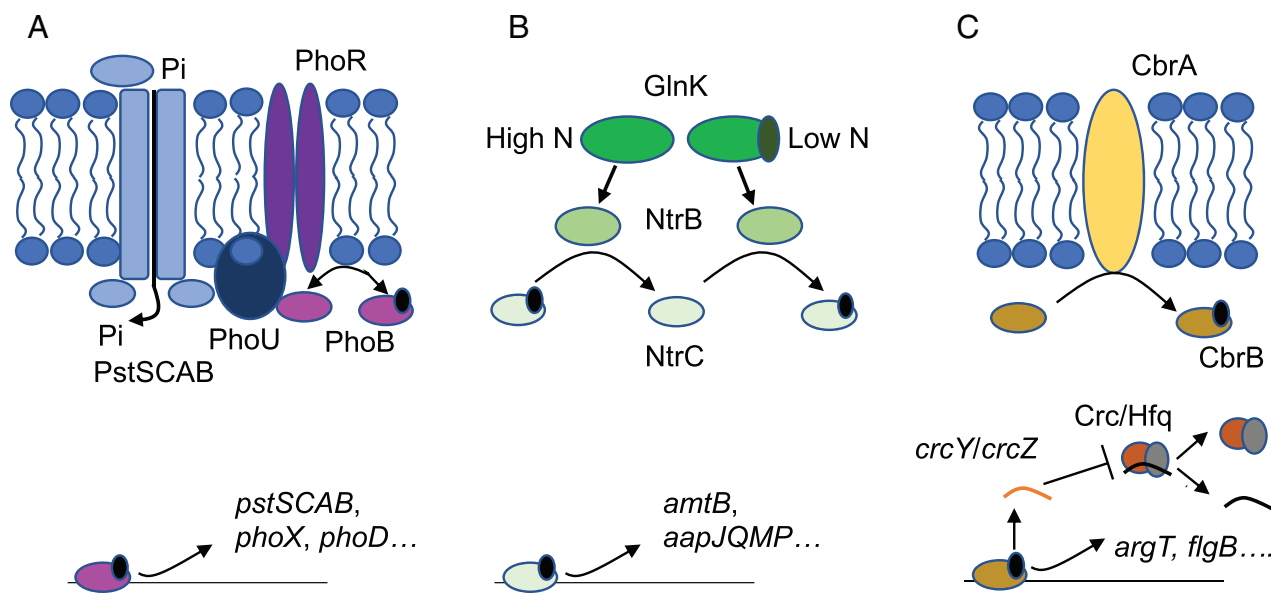 A
Pi
PhoR
Pi
PhoU
PhoB
PstSCAB
pstSCAB,
phoX, phoD…
B
GlnK
High N
Low N
NtrB
NtrC
amtB,
aapJQMP…
C
CbrA
CbrB
Crc/Hfq
crcY/crcZ
argT, flgB….